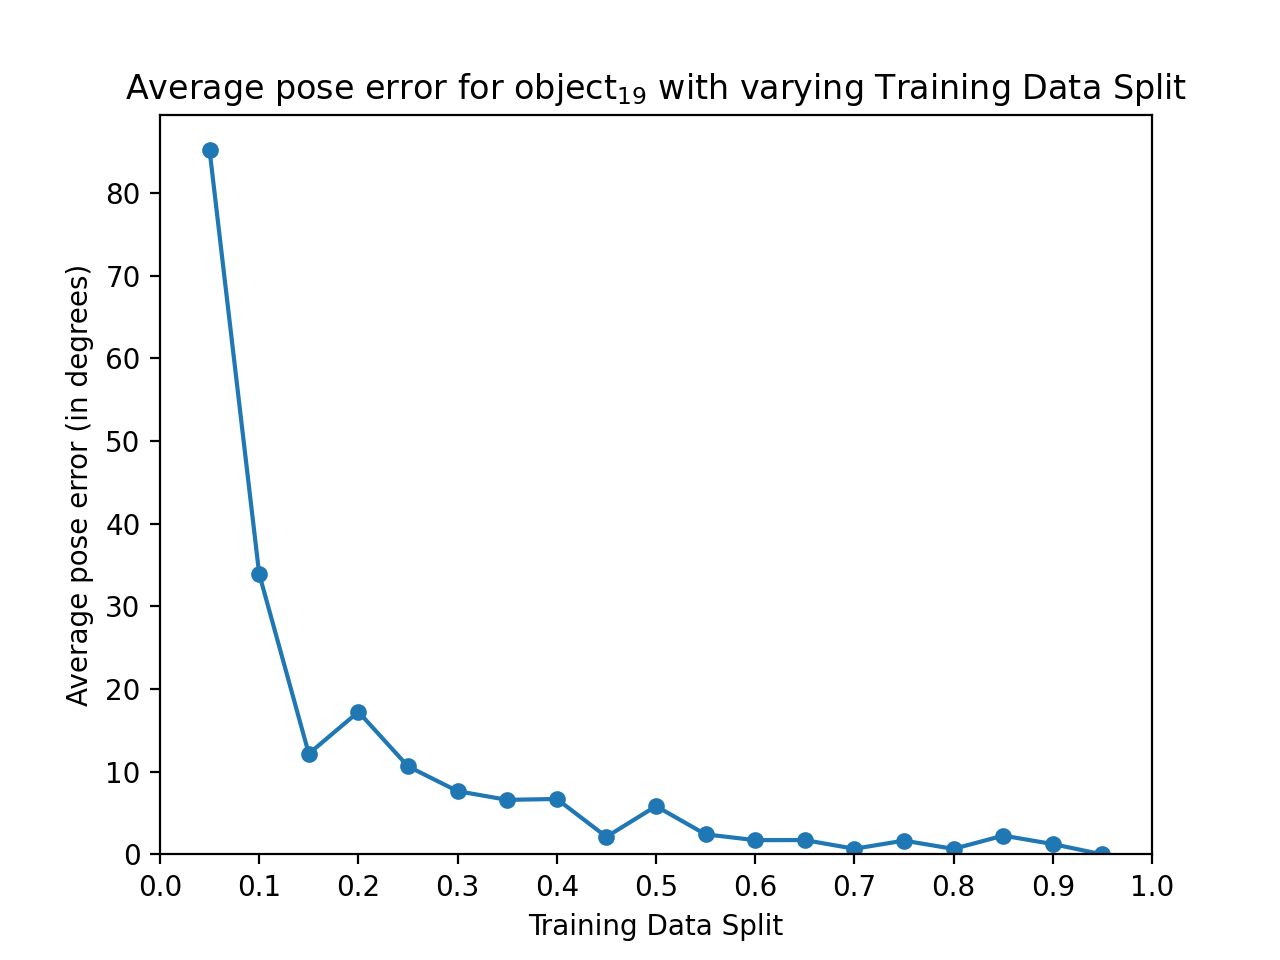 Average pose error for object₁₉ with varying Training Data Split
Average pose error (in degrees)
80
70
60
50
40
30
20
10
0
0.0 0.1 0.2 0.3 0.4 0.5 0.6 0.7 0.8 0.9 1.0
Training Data Split